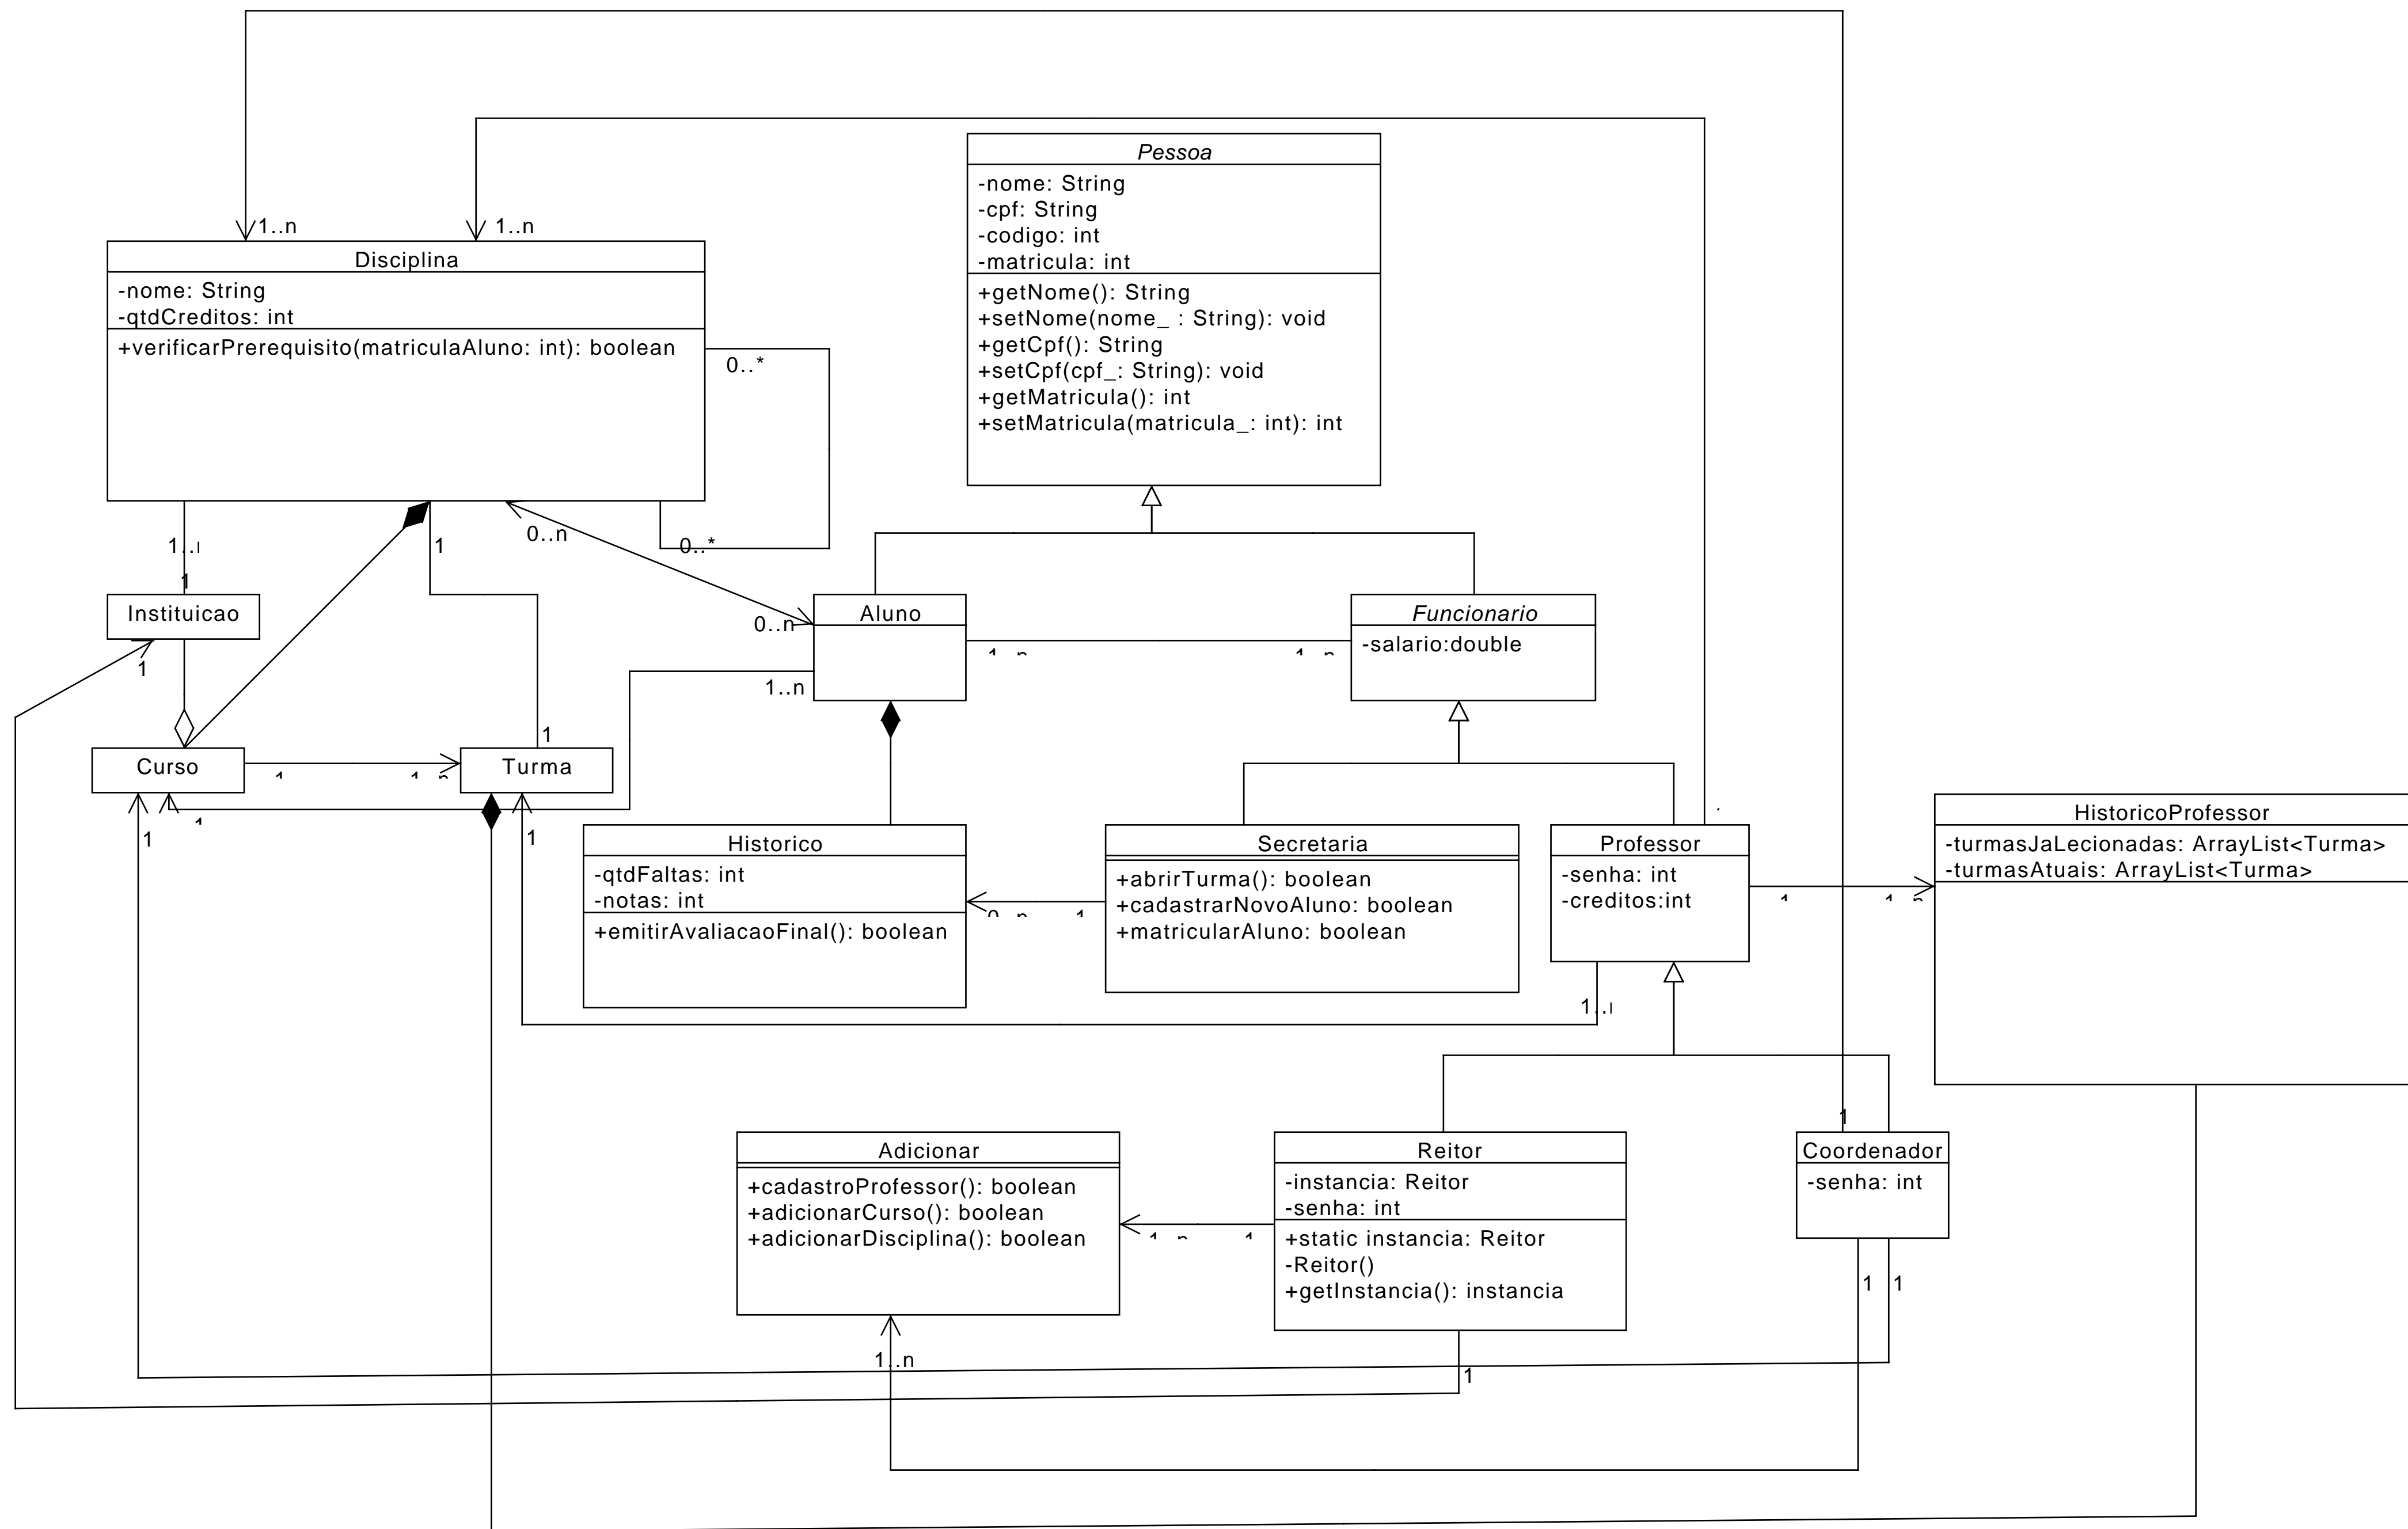 1..n
1..n
Pessoa
-nome: String
-cpf: String
-codigo: int
-matricula: int
+getNome(): String
+setNome(nome_ : String): void
+getCpf(): String
+setCpf(cpf_: String): void
+getMatricula(): int
+setMatricula(matricula_: int): int
Disciplina
-nome: String
-qtdCreditos: int
+verificarPrerequisito(matriculaAluno: int): boolean
0..*
0..*
0..n
1
1
Instituicao
1
0..n
Aluno
1..n
Funcionario
-salario:double
Curso
1
Turma
1
1
Historico
-qtdFaltas: int
-notas: int
+emitirAvaliacaoFinal(): boolean
Secretaria
+abrirTurma(): boolean
+cadastrarNovoAluno: boolean
+matricularAluno: boolean
Professor
-senha: int
-creditos:int
HistoricoProfessor
-turmasJaLecionadas: ArrayList<Turma>
-turmasAtuais: ArrayList<Turma>
1
Adicionar
+cadastroProfessor(): boolean
+adicionarCurso(): boolean
+adicionarDisciplina(): boolean
1..n
Reitor
-instancia: Reitor
-senha: int
+static instancia: Reitor
-Reitor()
+getInstancia(): instancia
1
Coordenador
-senha: int
1
1